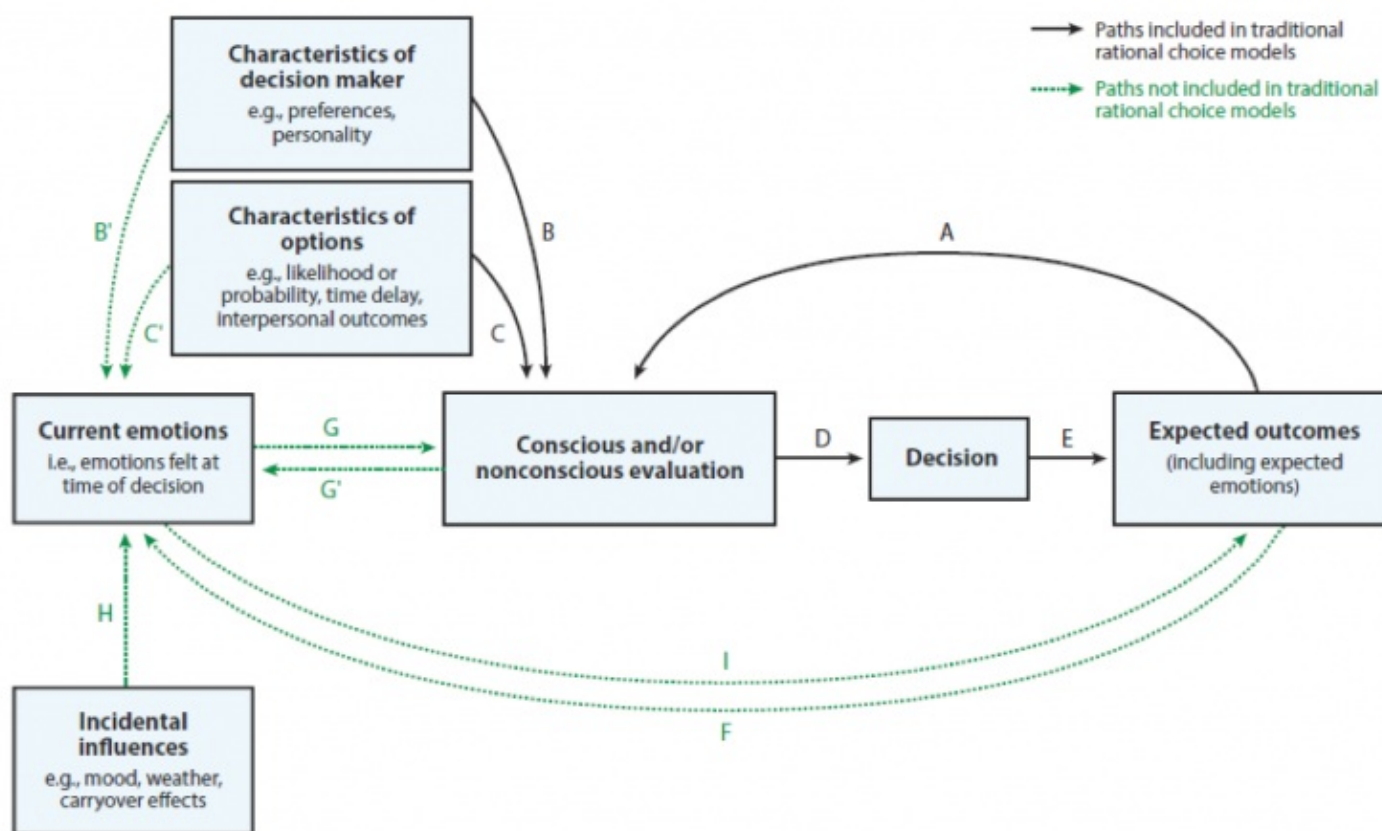 Characteristics of
decision maker
e.g., preferences,
personality
Paths included in traditional
rational choice models
Paths not included in traditional
rational choice models
Characteristics of
options
e.g., likelihood or
probability, time delay,
interpersonal outcomes
B'
B
A
C'
C
Current emotions
i.e., emotions felt at
time of decision
G
G'
Conscious and/or
nonconscious evaluation
D
Decision
E
Expected outcomes
(including expected
emotions)
H
I
F
Incidental
influences
e.g., mood, weather,
carryover effects